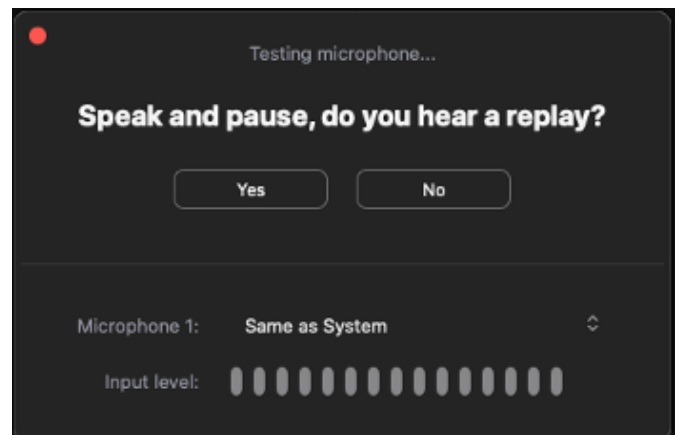 Testing microphone...
Speak and pause, do you hear a replay?
Yes No
Microphone 1: Same as System
Input level: